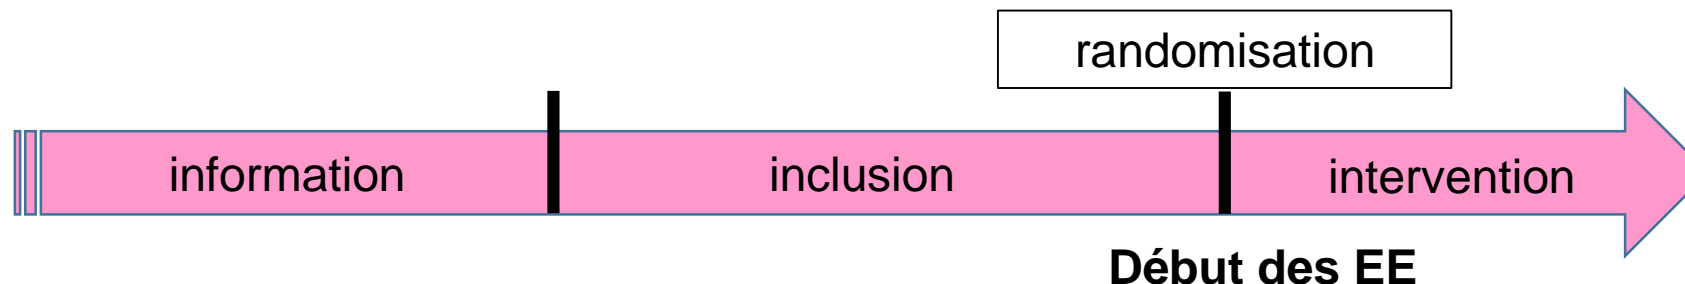 randomisation
information
inclusion
intervention
Début des EE